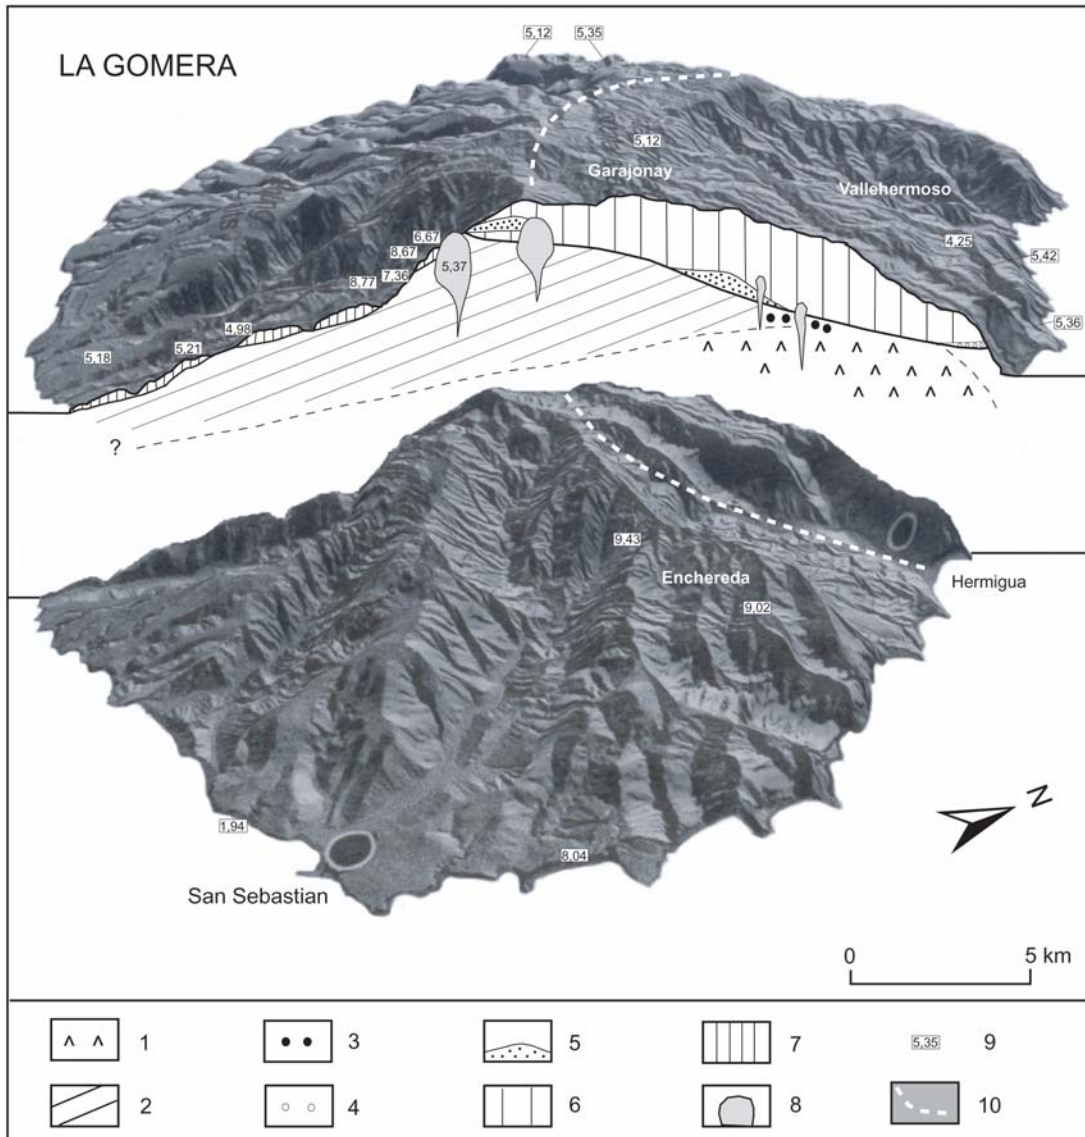 5,12 5,35
LA GOMERA
5,12
Garajonay
Vallehermoso
6,67
4,25
8,67
5,42
7,36
5,37
8,77
4,98
5,36
5,21
5,18
?
9.43
Enchereda
Hermigua
9.02
N
1,94
8.04
San Sebastian
0 5 km
1 3 5 7 5,35 9
2 4 6 8 10